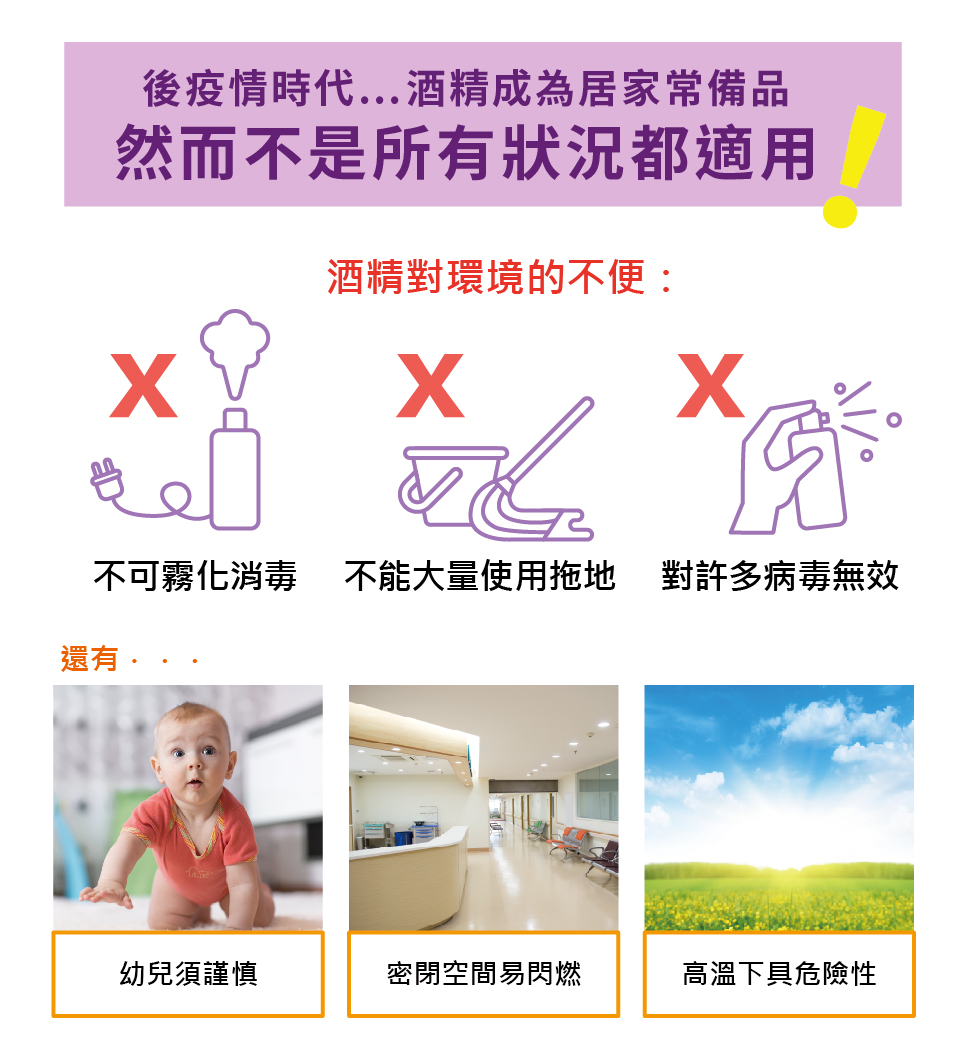 後疫情時代...酒精成為居家常備品
然而不是所有狀況都適用!
酒精對環境的不便：
X X X
不可霧化消毒 不能大量使用拖地 對許多病毒無效
還有．．．
幼兒須謹慎 密閉空間易閃燃 高溫下具危險性